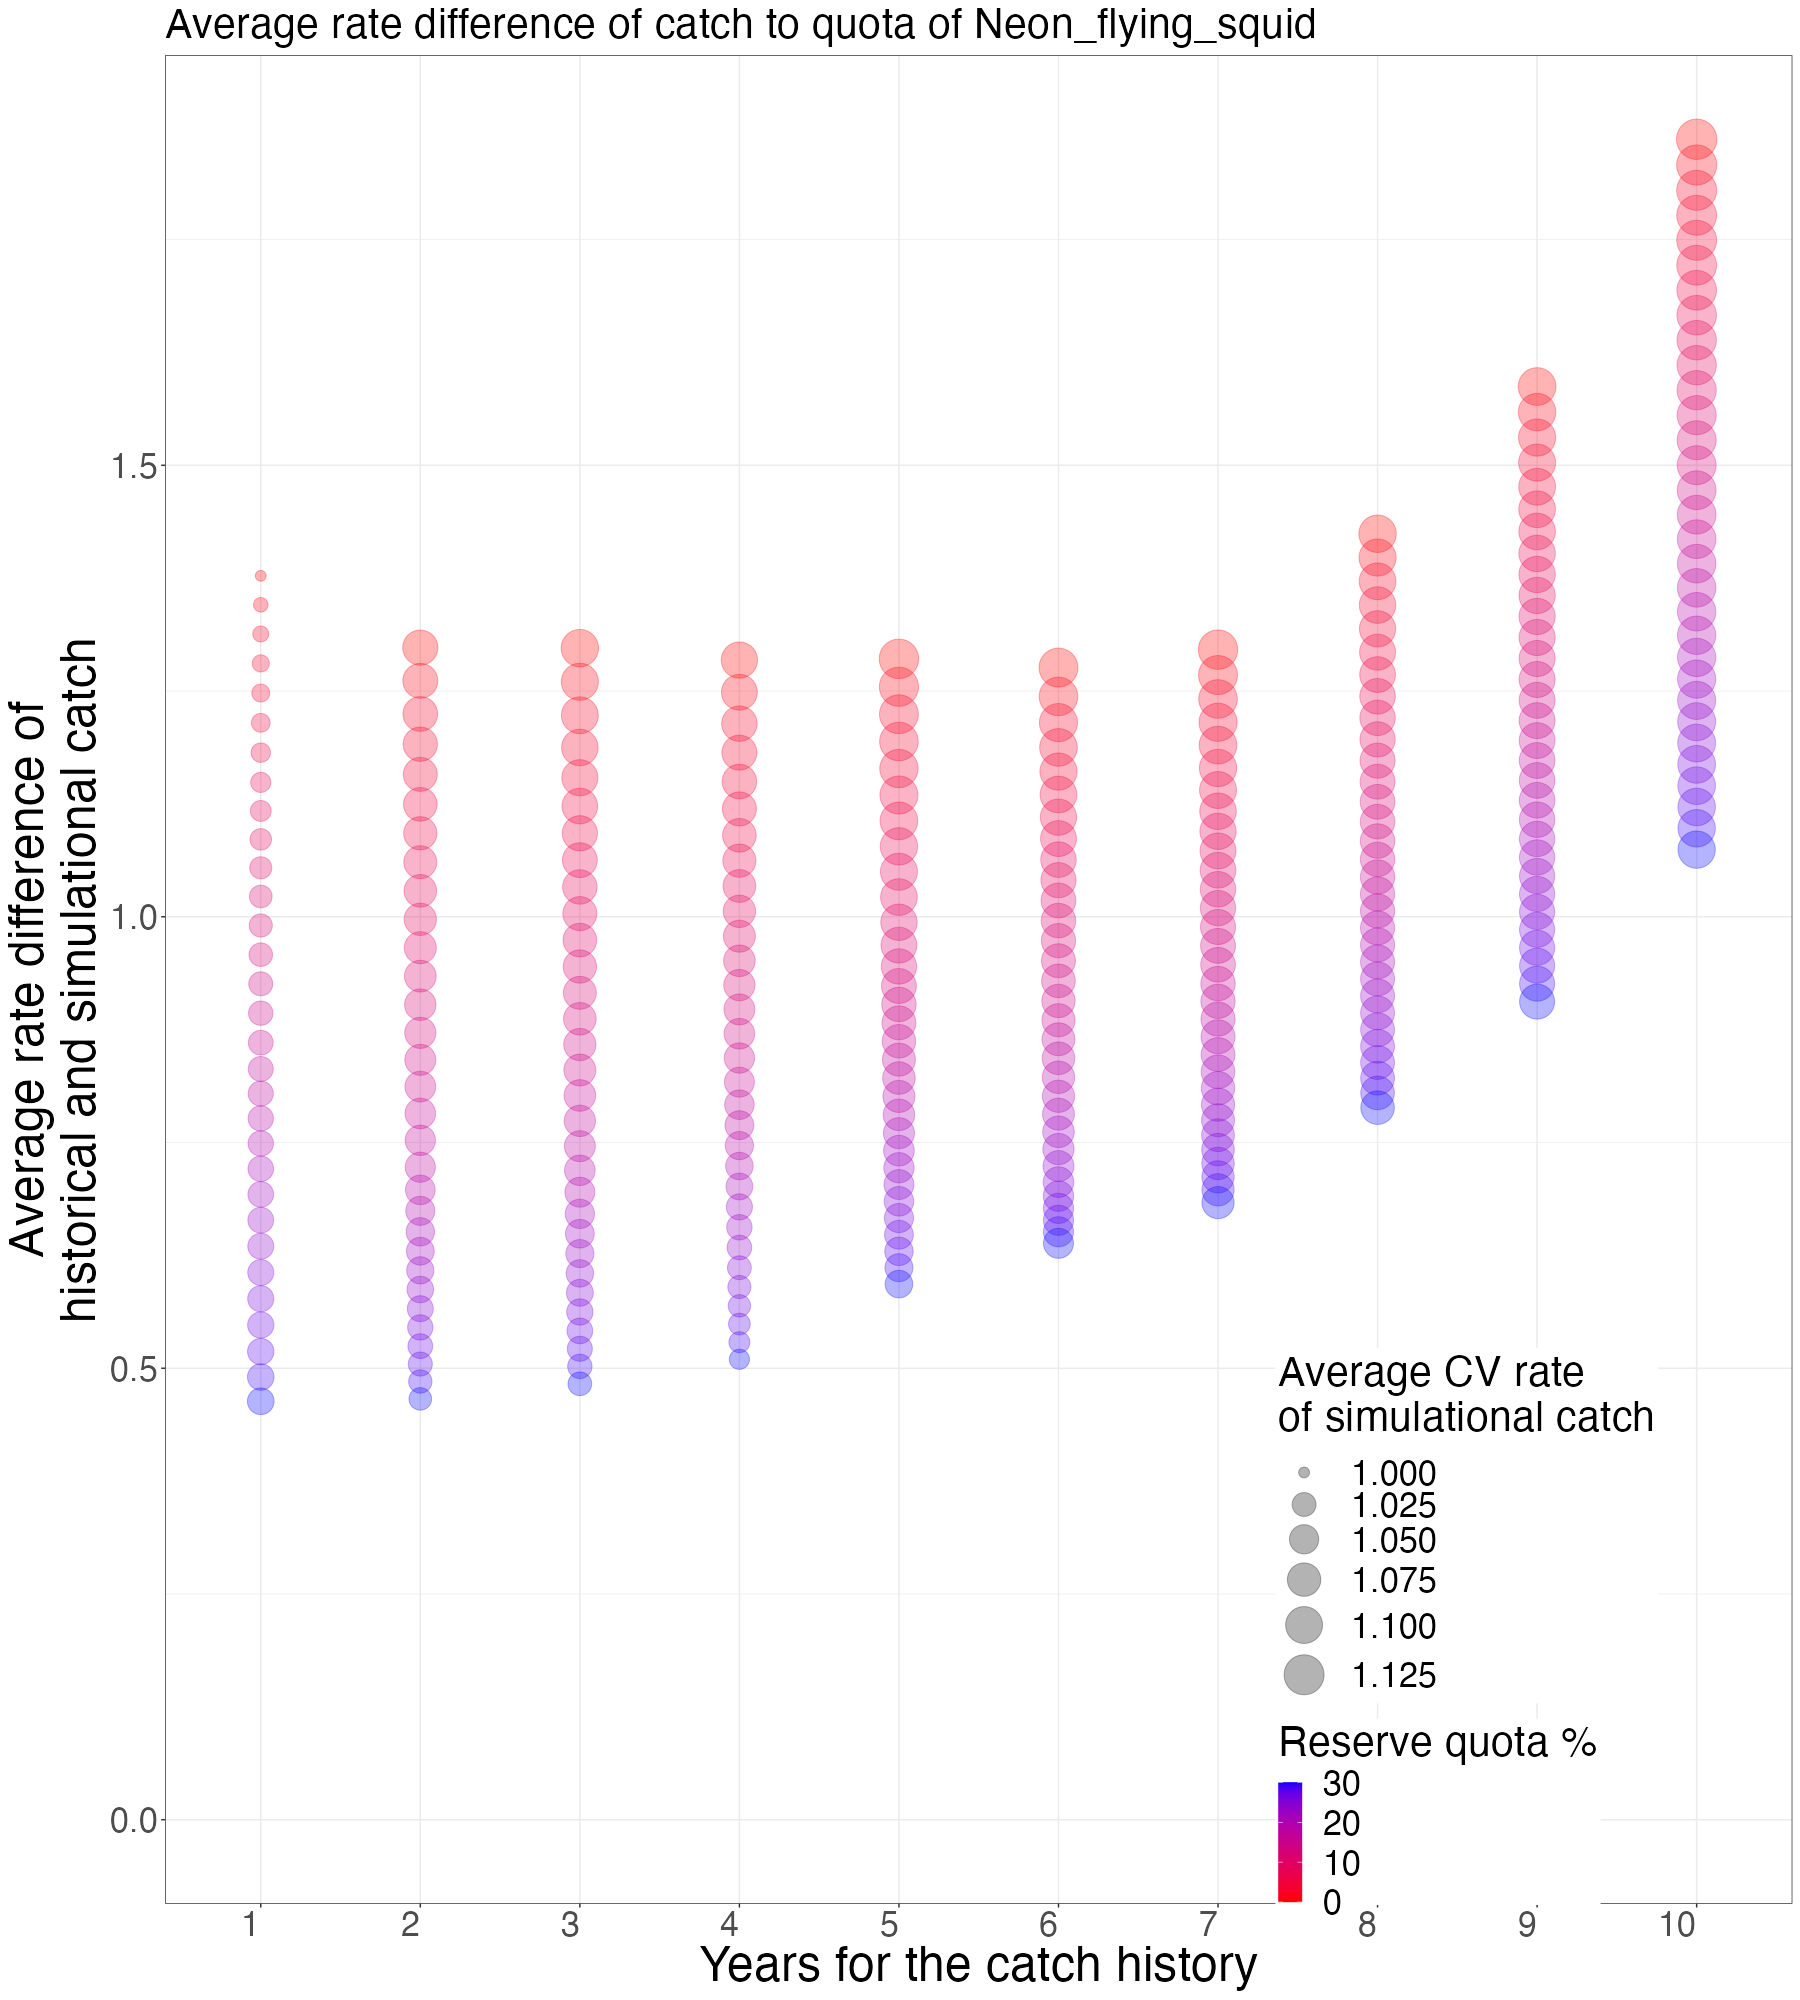 Average rate difference of catch to quota of Neon_flying_squid
Average rate difference of
historical and simulational catch
1.5
1.0
0.5
0.0
Average CV rate
of simulational catch
1.000
1.025
1.050
1.075
1.100
1.125
Reserve quota %
30
20
10
0
1 2 3 4 5 6 7 8 9 10
Years for the catch history